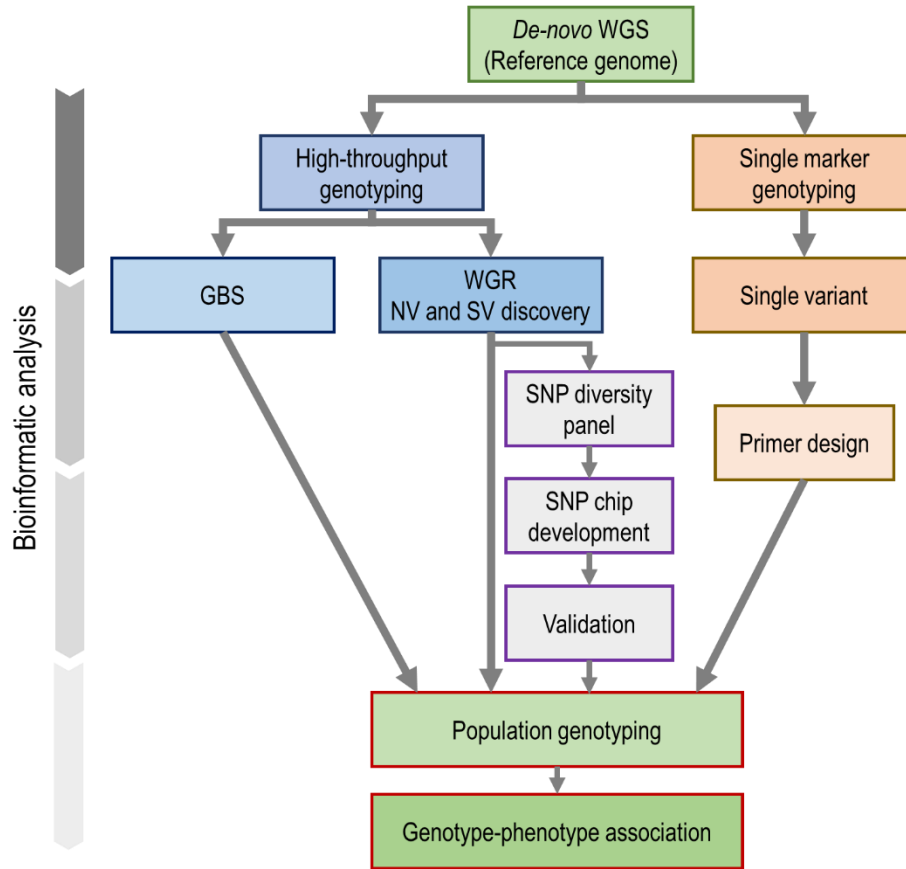 De-novo WGS
(Reference genome)
High-throughput
genotyping
Single marker
genotyping
GBS
WGR
NV and SV discovery
Single variant
SNP diversity
panel
Primer design
SNP chip
development
Validation
Population genotyping
Genotype-phenotype association
Bioinformatic analysis